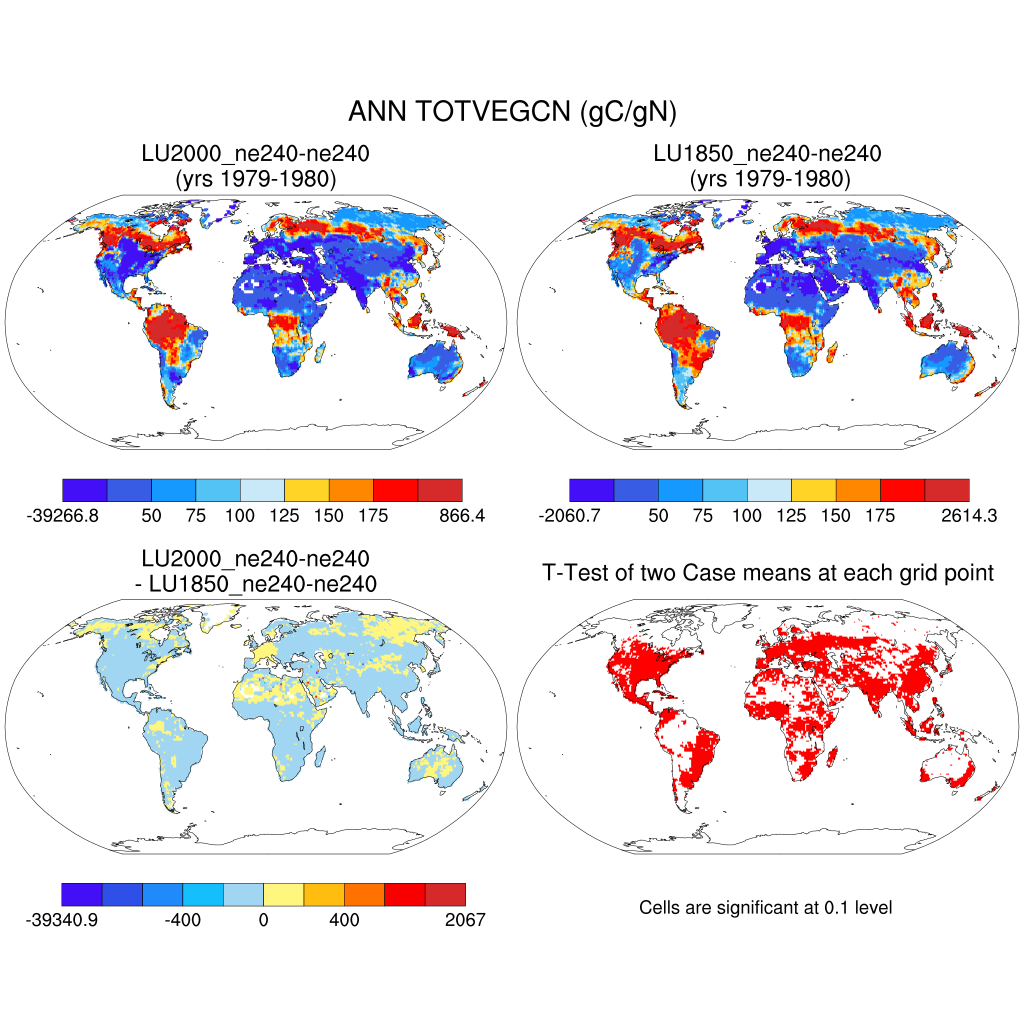 ANN TOTVEGCN (gC/gN)
LU2000_ne240-ne240
(yrs 1979-1980)
LU1850_ne240-ne240
(yrs 1979-1980)
-39266.8 50 75 100 125 150 175 866.4
-2060.7 50 75 100 125 150 175 2614.3
LU2000_ne240-ne240
- LU1850_ne240-ne240
T-Test of two Case means at each grid point
-39340.9 -400 0 400 2067
Cells are significant at 0.1 level